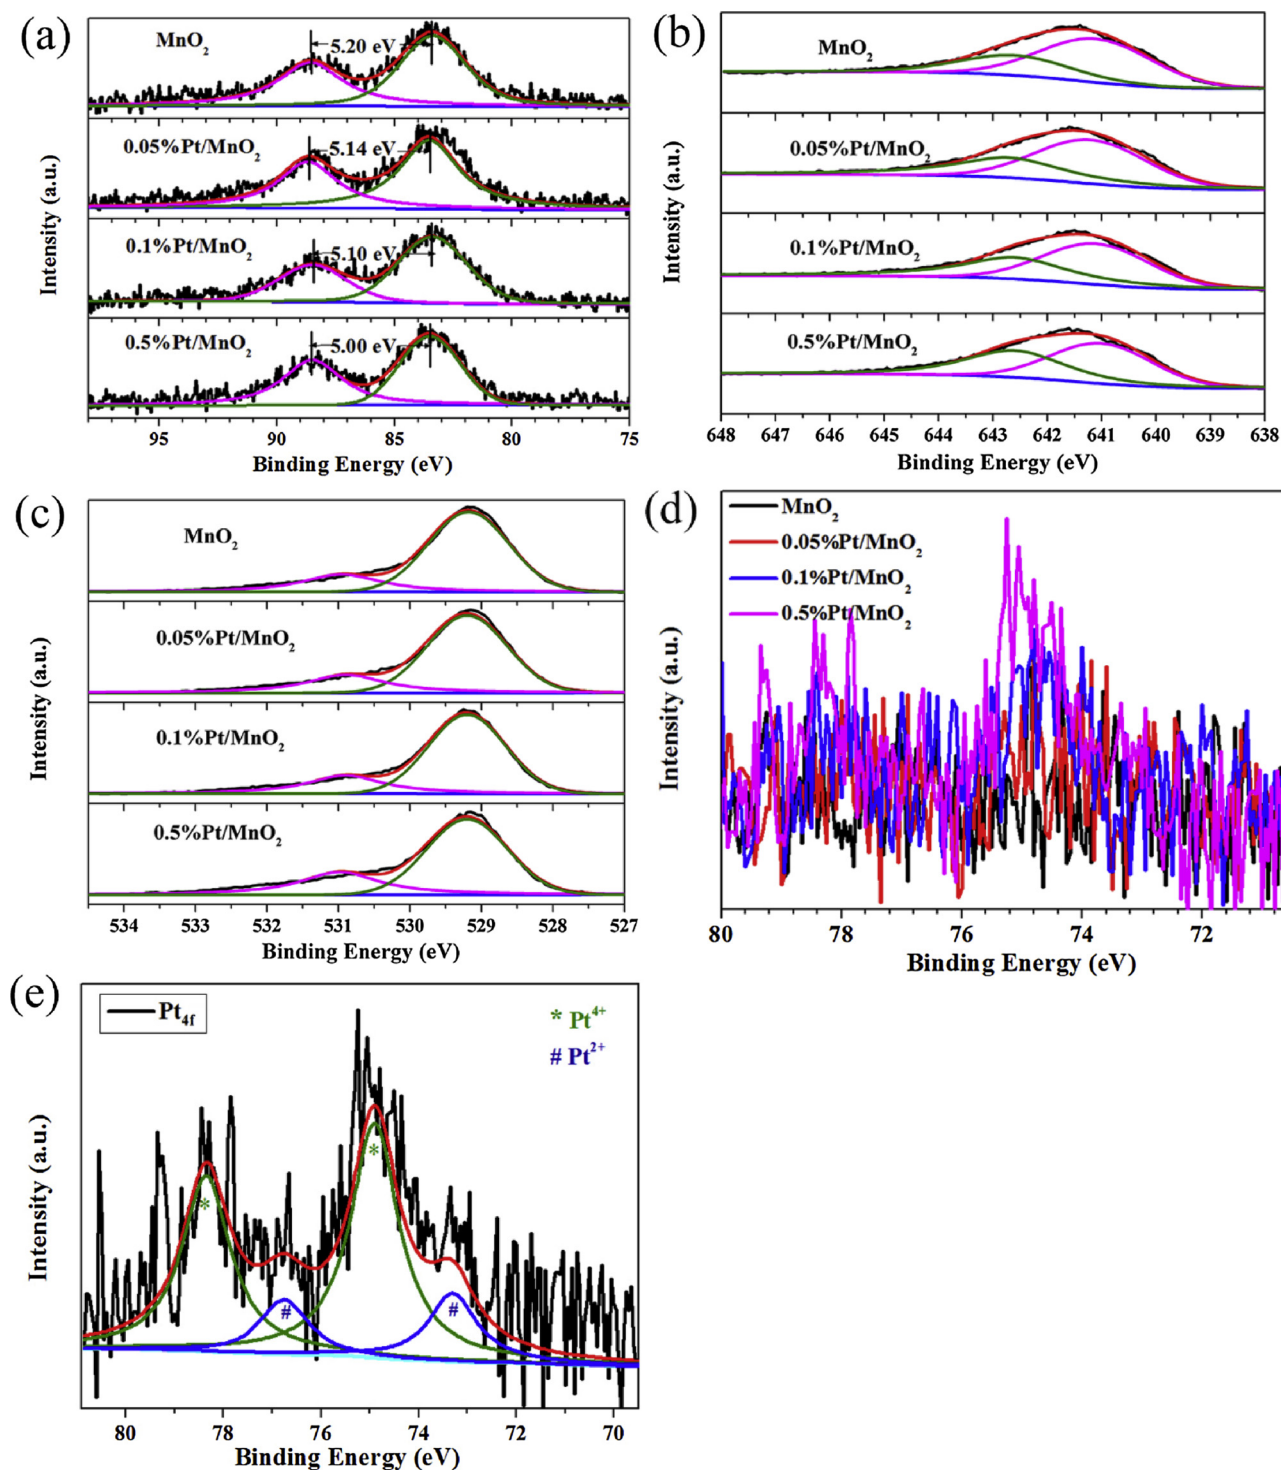 (a)
MnO₂
5.20 eV
0.05%Pt/MnO₂
5.14 eV
0.1%Pt/MnO₂
5.10 eV
0.5%Pt/MnO₂
5.00 eV
95 90 85 80 75
Binding Energy (eV)
Intensity (a.u.)
(b)
MnO₂
0.05%Pt/MnO₂
0.1%Pt/MnO₂
0.5%Pt/MnO₂
648 647 646 645 644 643 642 641 640 639 638
Binding Energy (eV)
Intensity (a.u.)
(c)
MnO₂
0.05%Pt/MnO₂
0.1%Pt/MnO₂
0.5%Pt/MnO₂
534 533 532 531 530 529 528 527
Binding Energy (eV)
Intensity (a.u.)
(d)
MnO₂
0.05%Pt/MnO₂
0.1%Pt/MnO₂
0.5%Pt/MnO₂
80 78 76 74 72
Binding Energy (eV)
Intensity (a.u.)
(e)
Pt₄f
* Pt⁴⁺
# Pt²⁺
*
#
*
#
80 78 76 74 72 70
Binding Energy (eV)
Intensity (a.u.)